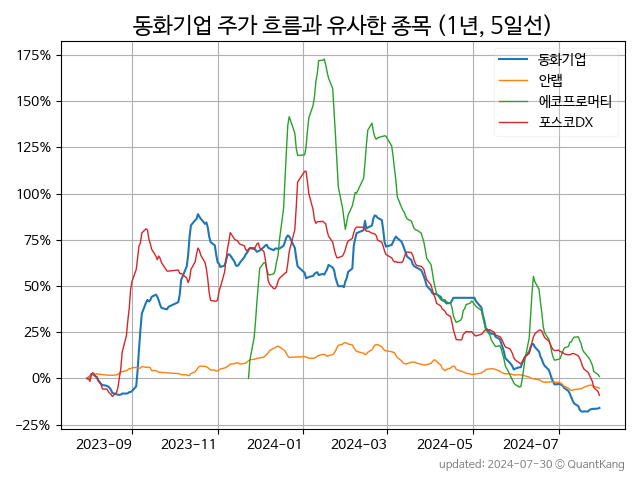 동화기업 주가 흐름과 유사한 종목 (1년, 5일선)
동화기업
안랩
에코프로머티
포스코DX
175%
150%
125%
100%
75%
50%
25%
0%
−25%
2023-09 2023-11 2024-01 2024-03 2024-05 2024-07
updated: 2024-07-30 © QuantKang